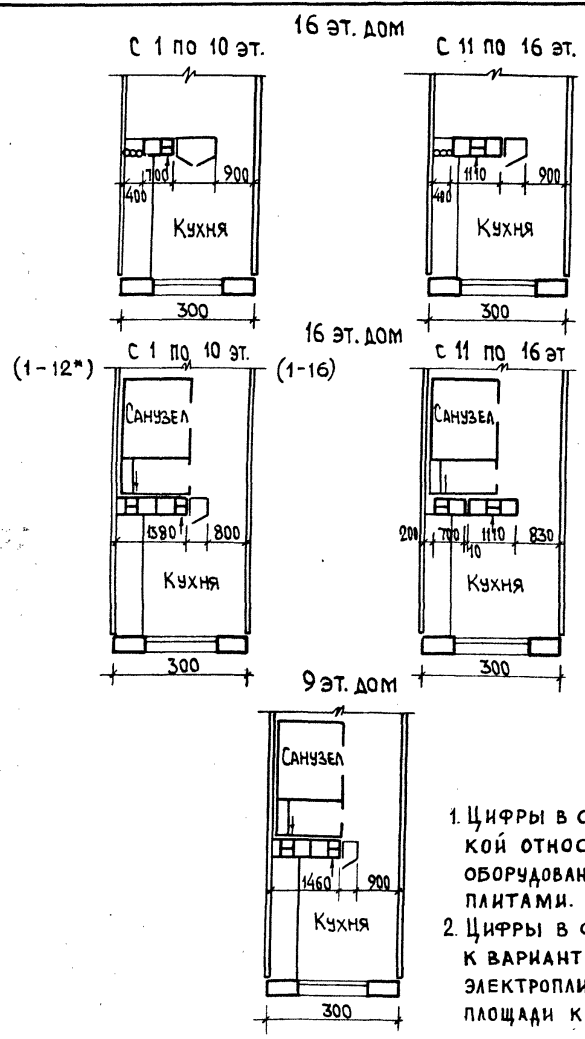 16 эт. дом
С 1 по 10 эт.
С 11 по 16 эт.
700
900
400
Кухня
300
1110
900
400
Кухня
300
16 эт. дом
(1-12*)
С 1 по 10 эт.
(1-16)
С 11 по 16 эт
Санузел
1380
800
Кухня
300
Санузел
200
700
1110
830
10
Кухня
300
9 эт. дом
Санузел
1460
900
Кухня
300
1. Цифры в с
кой относ
оборудован
плитами.
2. Цифры в с
к вариант
электропли
площади к